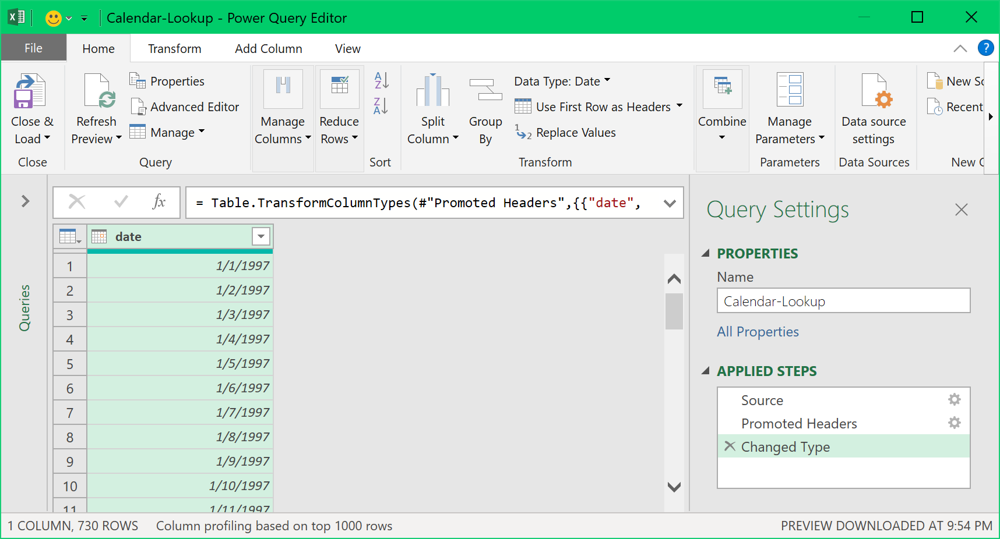 Calendar-Lookup - Power Query Editor
File Home Transform Add Column View ?
Close & Load
Close
Refresh Preview
Properties
Advanced Editor
Manage
Query
Manage Columns
Reduce Rows
A Z
Z A
Sort
Split Column
Group By
Data Type: Date
Use First Row as Headers
1 2 Replace Values
Transform
Combine
Manage Parameters
Parameters
Data source settings
Data Sources
New
Recent
New
Queries
fx
= Table.TransformColumnTypes(#"Promoted Headers",{{"date",
date
1 1/1/1997
2 1/2/1997
3 1/3/1997
4 1/4/1997
5 1/5/1997
6 1/6/1997
7 1/7/1997
8 1/8/1997
9 1/9/1997
10 1/10/1997
11 1/11/1997
Query Settings
PROPERTIES
Name
Calendar-Lookup
All Properties
APPLIED STEPS
Source
Promoted Headers
Changed Type
1 COLUMN, 730 ROWS Column profiling based on top 1000 rows PREVIEW DOWNLOADED AT 9:54 PM